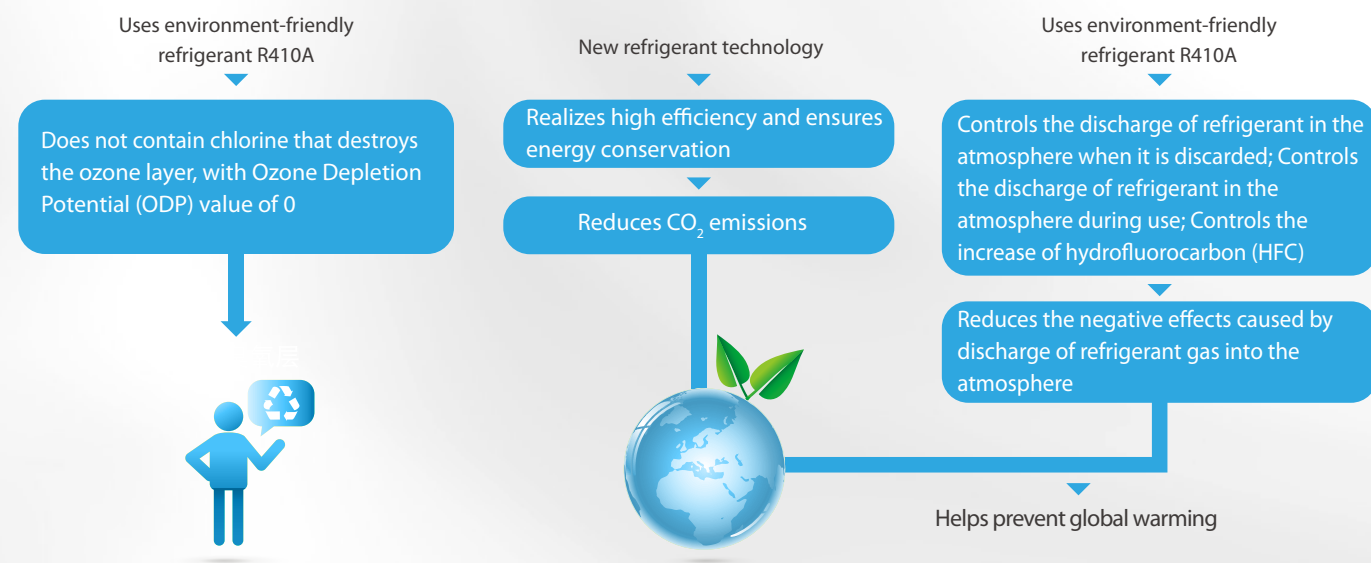 Uses environment-friendly
refrigerant R410A
Does not contain chlorine that destroys
the ozone layer, with Ozone Depletion
Potential (ODP) value of 0
New refrigerant technology
Realizes high efficiency and ensures
energy conservation
Reduces CO₂ emissions
Uses environment-friendly
refrigerant R410A
Controls the discharge of refrigerant in the
atmosphere when it is discarded; Controls
the discharge of refrigerant in the
atmosphere during use; Controls the
increase of hydrofluorocarbon (HFC)
Reduces the negative effects caused by
discharge of refrigerant gas into the
atmosphere
Helps prevent global warming